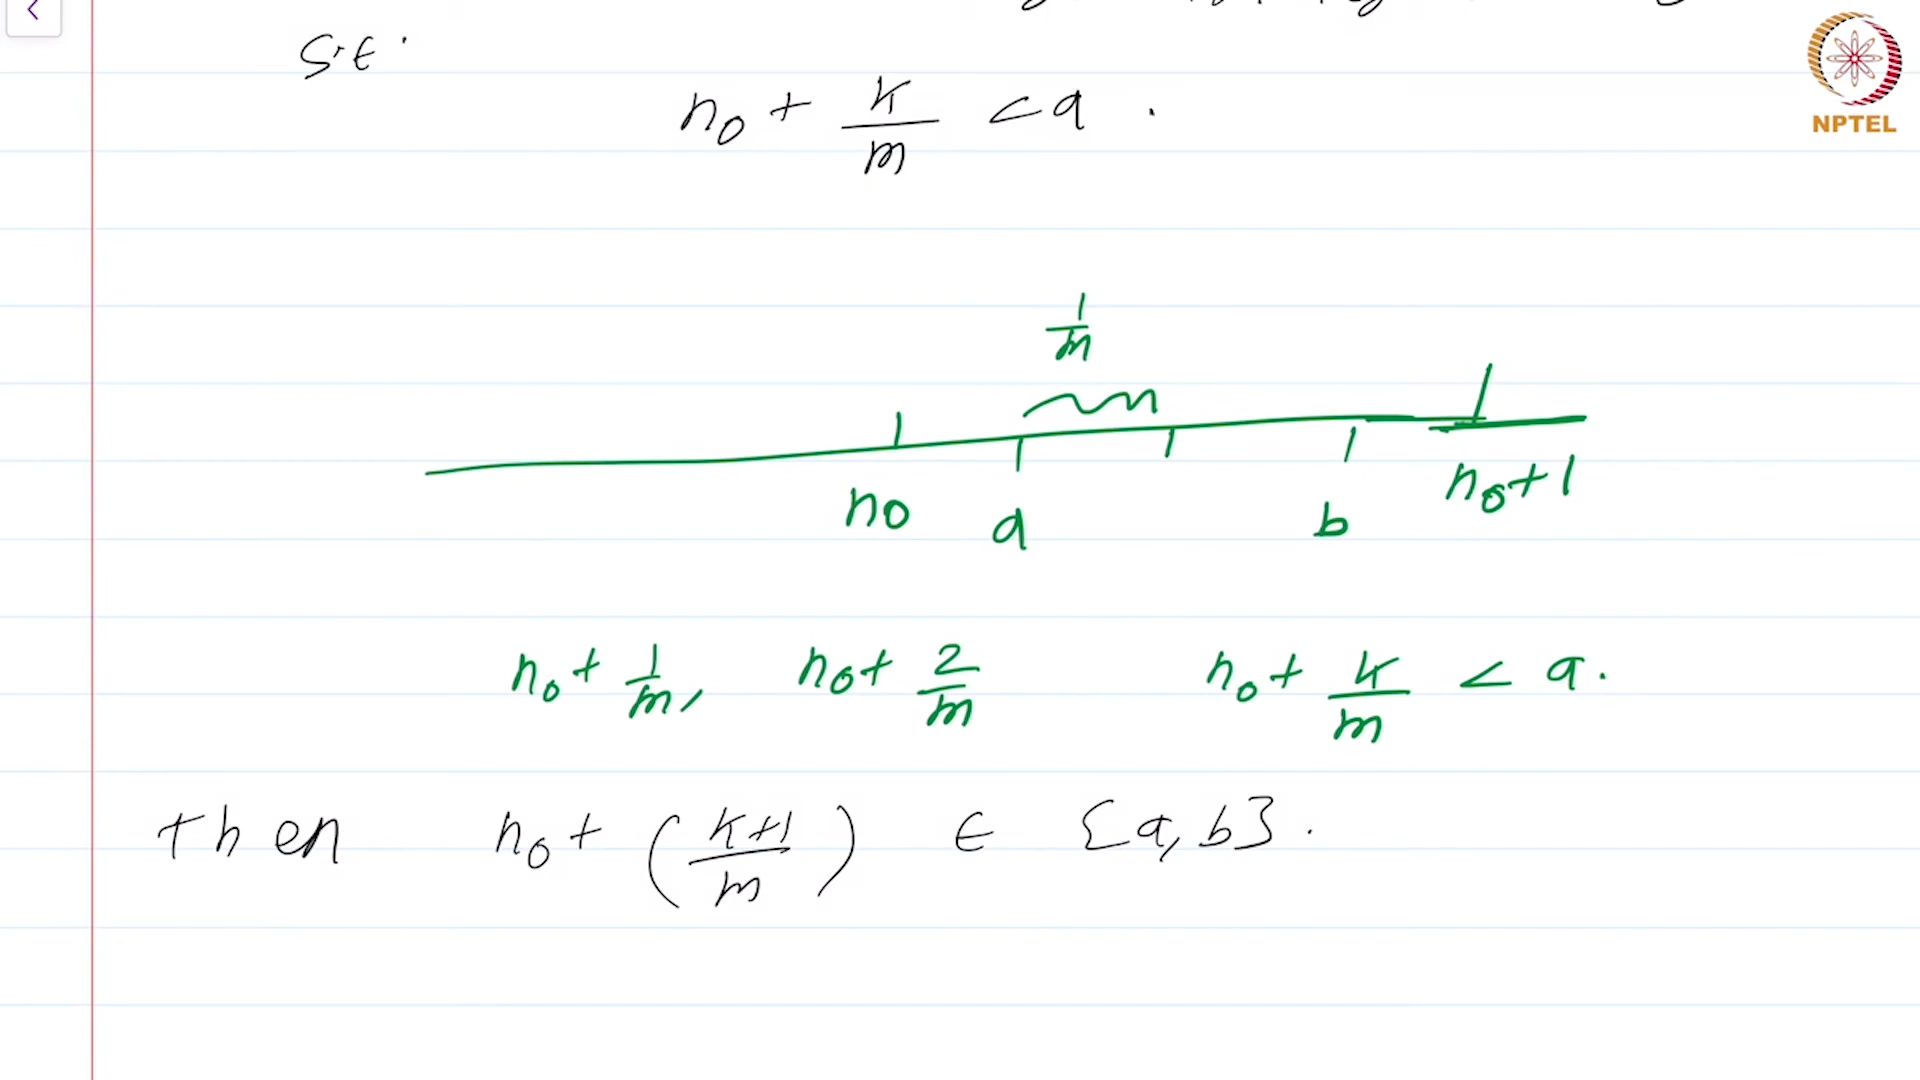 s.t.
n₀ + k/m < a .
NPTEL
1/m
n₀ a b n₀+1
n₀ + 1/m, n₀ + 2/m n₀ + k/m < a.
then n₀ + (k+1/m) ∈ {a, b}.